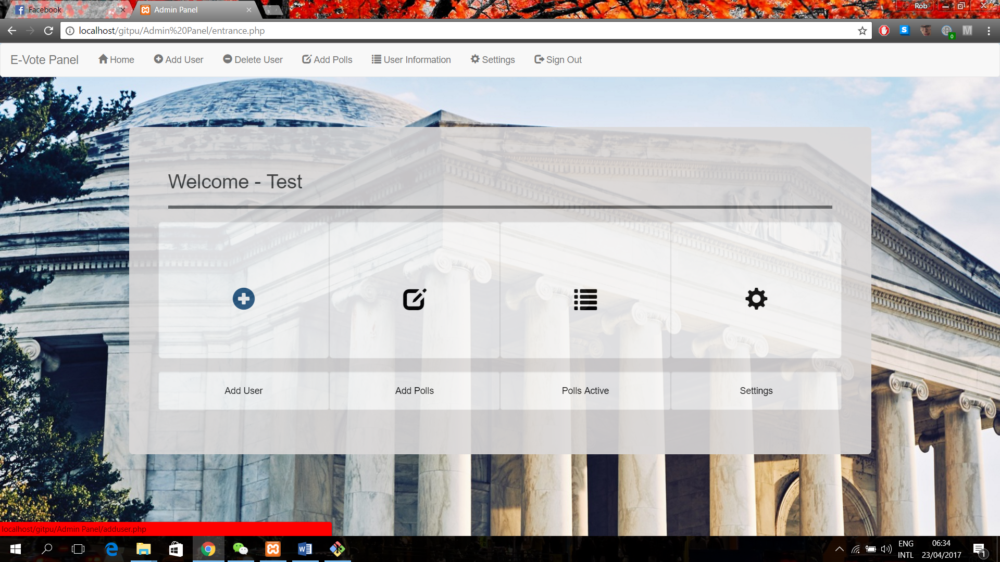 Facebook
Admin Panel
Rob
localhost/gitpu/Admin%20Panel/entrance.php
S
0
M
E-Vote Panel
Home
Add User
Delete User
Add Polls
User Information
Settings
Sign Out
Welcome - Test
Add User
Add Polls
Polls Active
Settings
localhost/gitpu/Admin Panel/adduser.php
ENG
INTL
06:34
23/04/2017
1